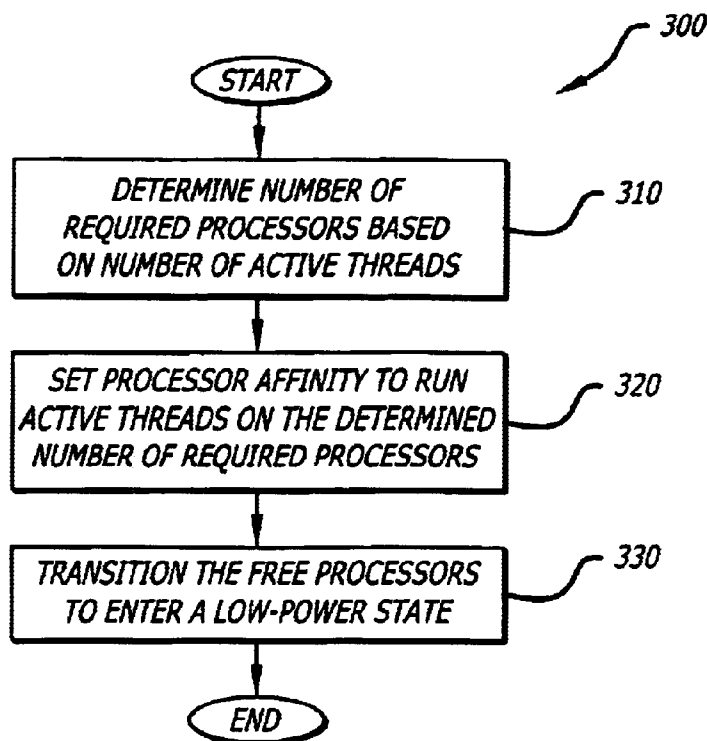 300
START
DETERMINE NUMBER OF
REQUIRED PROCESSORS BASED
ON NUMBER OF ACTIVE THREADS
310
SET PROCESSOR AFFINITY TO RUN
ACTIVE THREADS ON THE DETERMINED
NUMBER OF REQUIRED PROCESSORS
320
TRANSITION THE FREE PROCESSORS
TO ENTER A LOW-POWER STATE
330
END